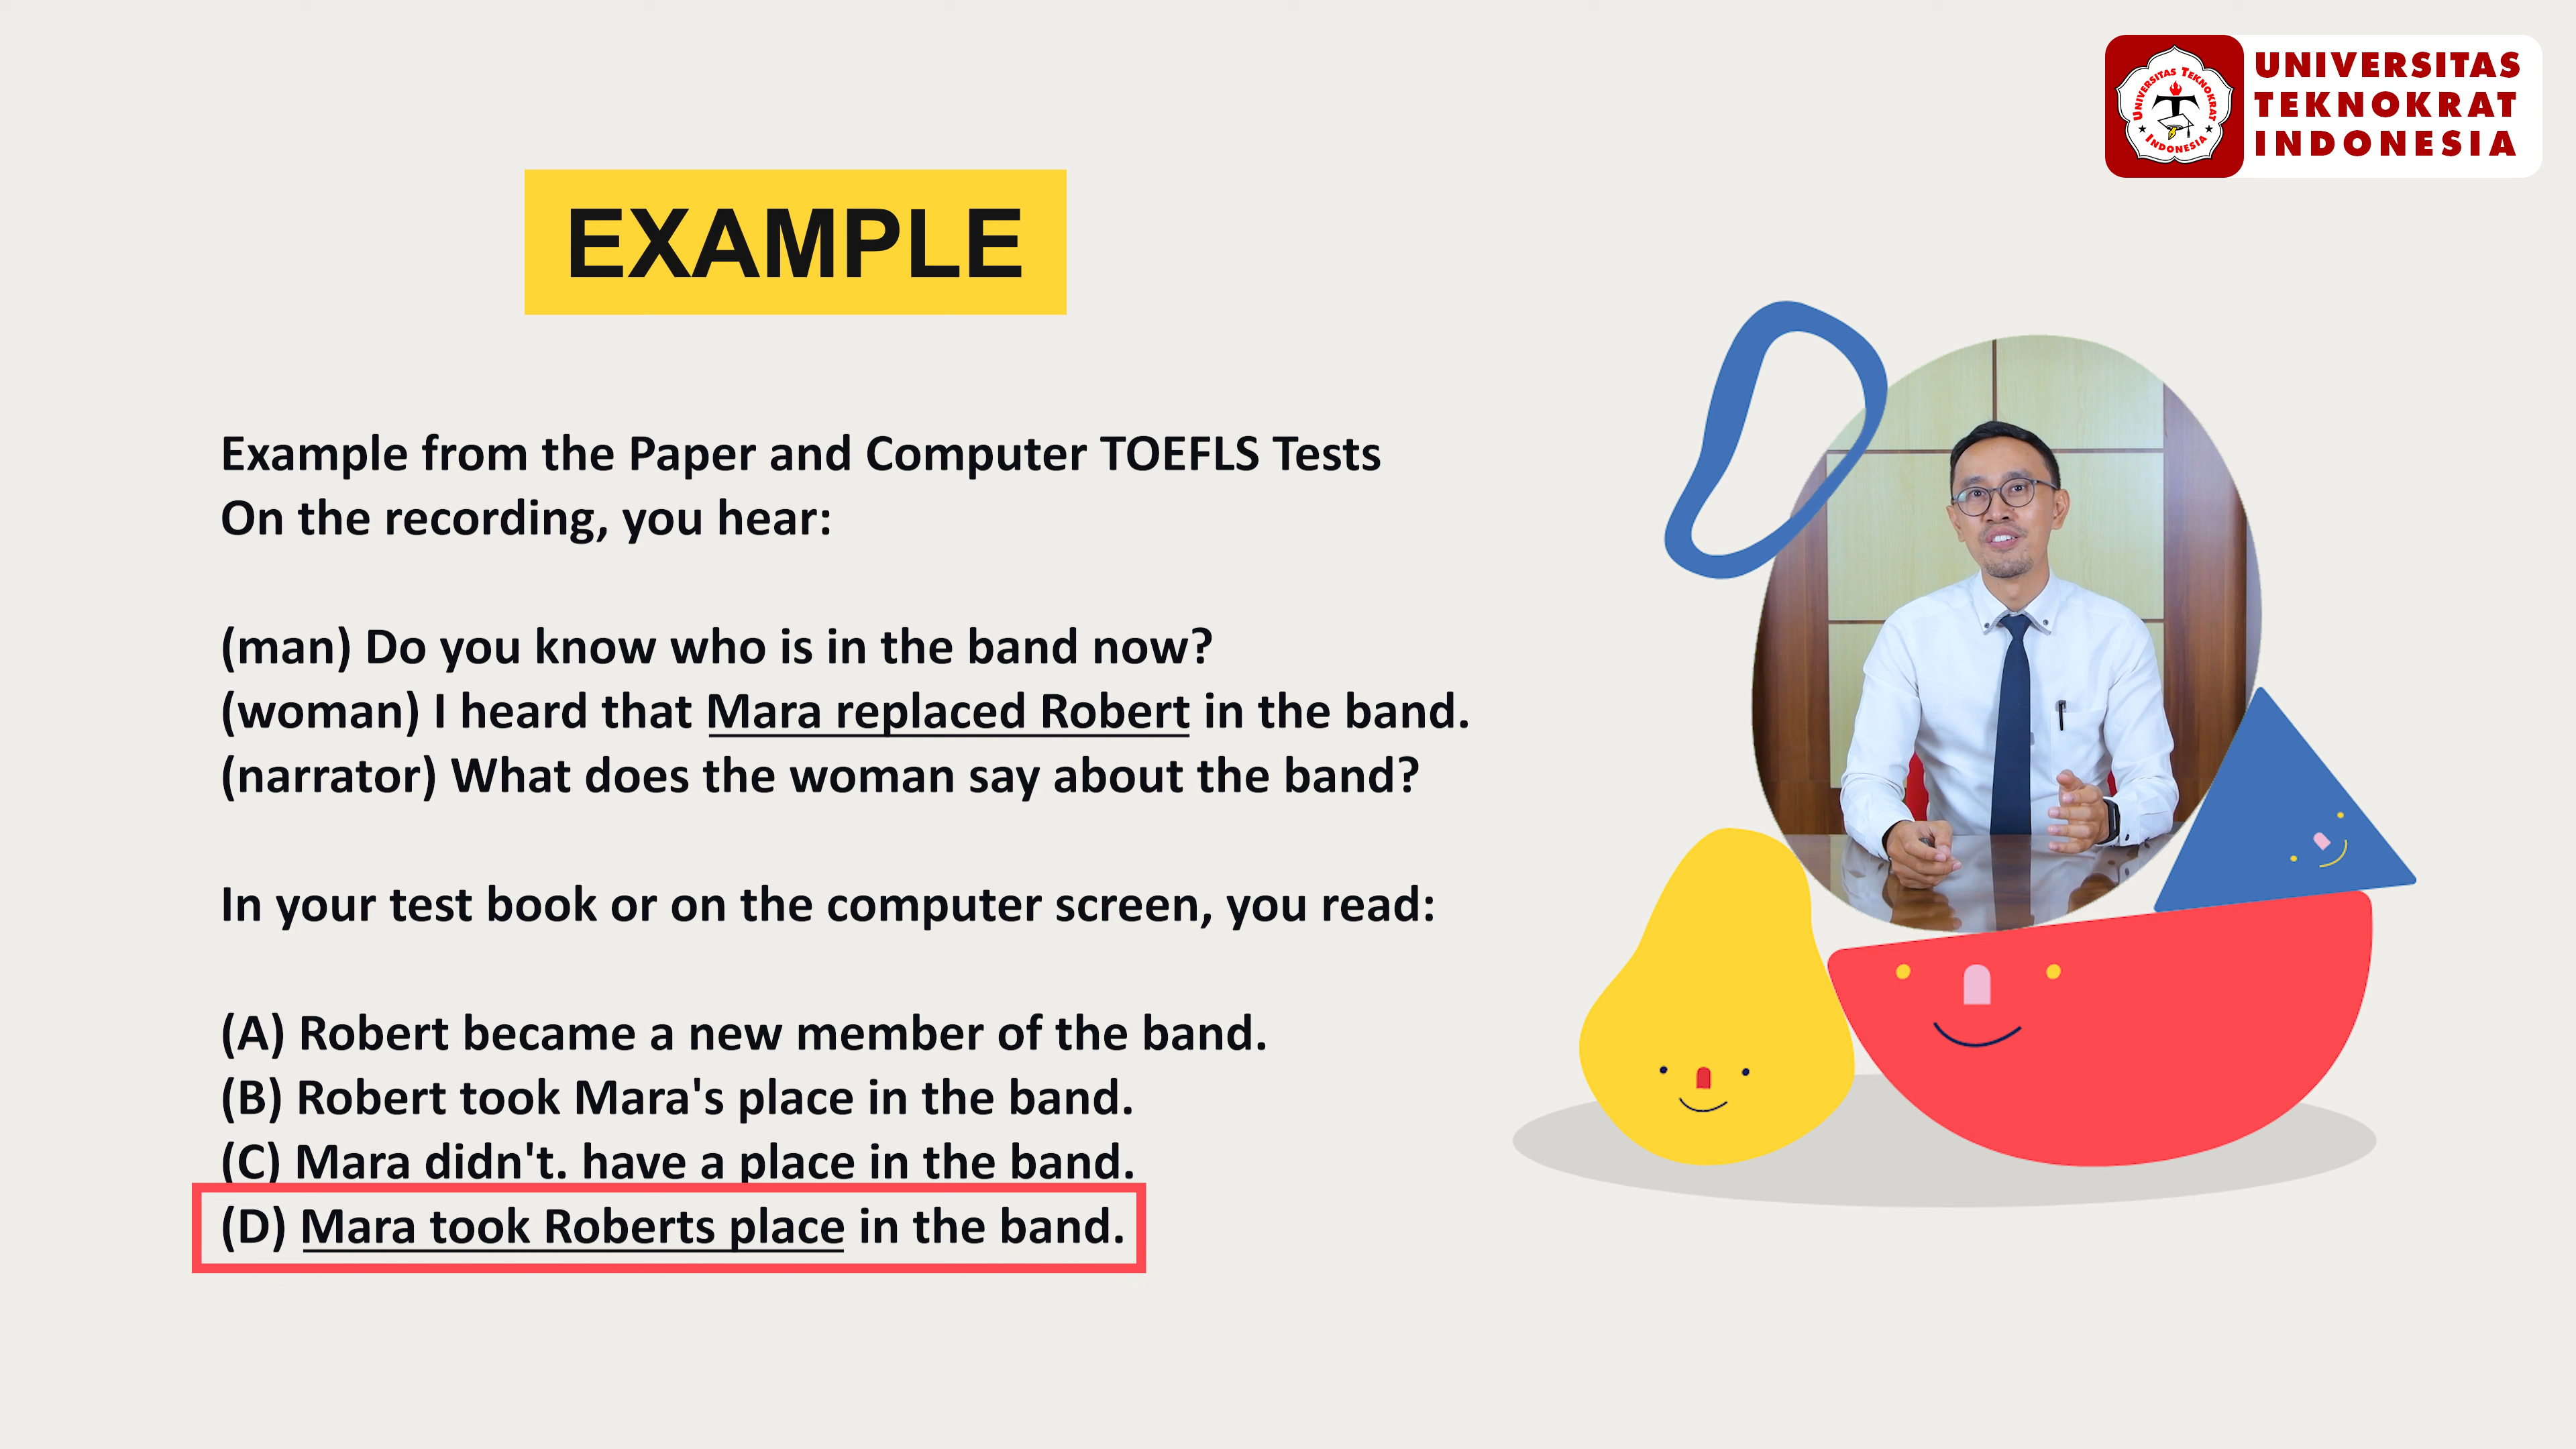 UNIVERSITAS
TEKNOKRAT
INDONESIA
UNIVERSITAS TEKNOKRAT
INDONESIA
EXAMPLE
Example from the Paper and Computer TOEFLS Tests
On the recording, you hear:
(man) Do you know who is in the band now?
(woman) I heard that Mara replaced Robert in the band.
(narrator) What does the woman say about the band?
In your test book or on the computer screen, you read:
(A) Robert became a new member of the band.
(B) Robert took Mara's place in the band.
(C) Mara didn't. have a place in the band.
(D) Mara took Roberts place in the band.